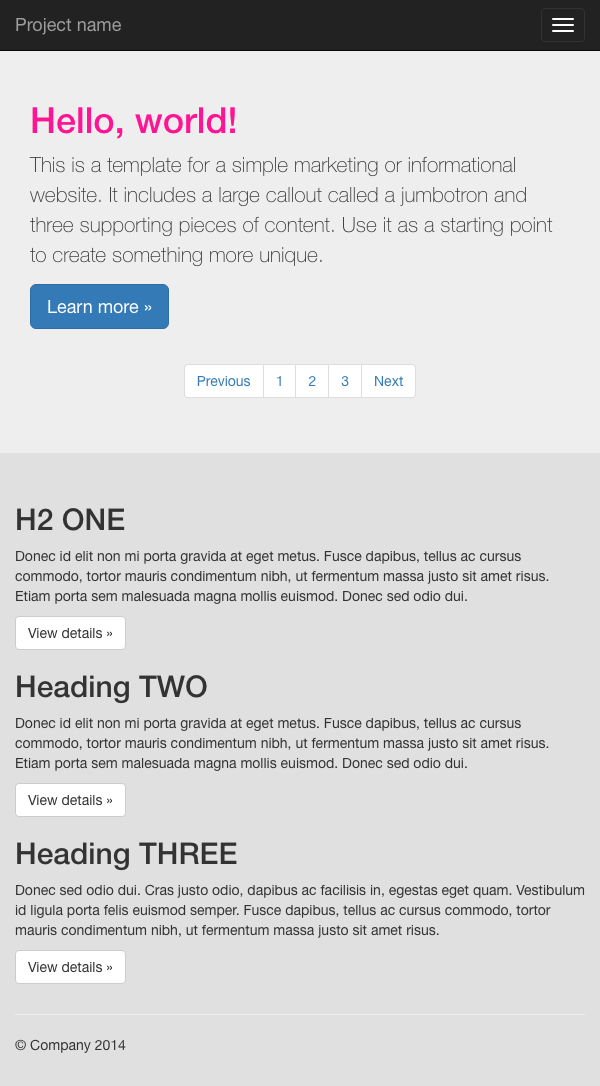 Project name
Hello, world!
This is a template for a simple marketing or informational
website. It includes a large callout called a jumbotron and
three supporting pieces of content. Use it as a starting point
to create something more unique.
Learn more »
Previous 1 2 3 Next
H2 ONE
Donec id elit non mi porta gravida at eget metus. Fusce dapibus, tellus ac cursus
commodo, tortor mauris condimentum nibh, ut fermentum massa justo sit amet risus.
Etiam porta sem malesuada magna mollis euismod. Donec sed odio dui.
View details »
Heading TWO
Donec id elit non mi porta gravida at eget metus. Fusce dapibus, tellus ac cursus
commodo, tortor mauris condimentum nibh, ut fermentum massa justo sit amet risus.
Etiam porta sem malesuada magna mollis euismod. Donec sed odio dui.
View details »
Heading THREE
Donec sed odio dui. Cras justo odio, dapibus ac facilisis in, egestas eget quam. Vestibulum
id ligula porta felis euismod semper. Fusce dapibus, tellus ac cursus commodo, tortor
mauris condimentum nibh, ut fermentum massa justo sit amet risus.
View details »
© Company 2014